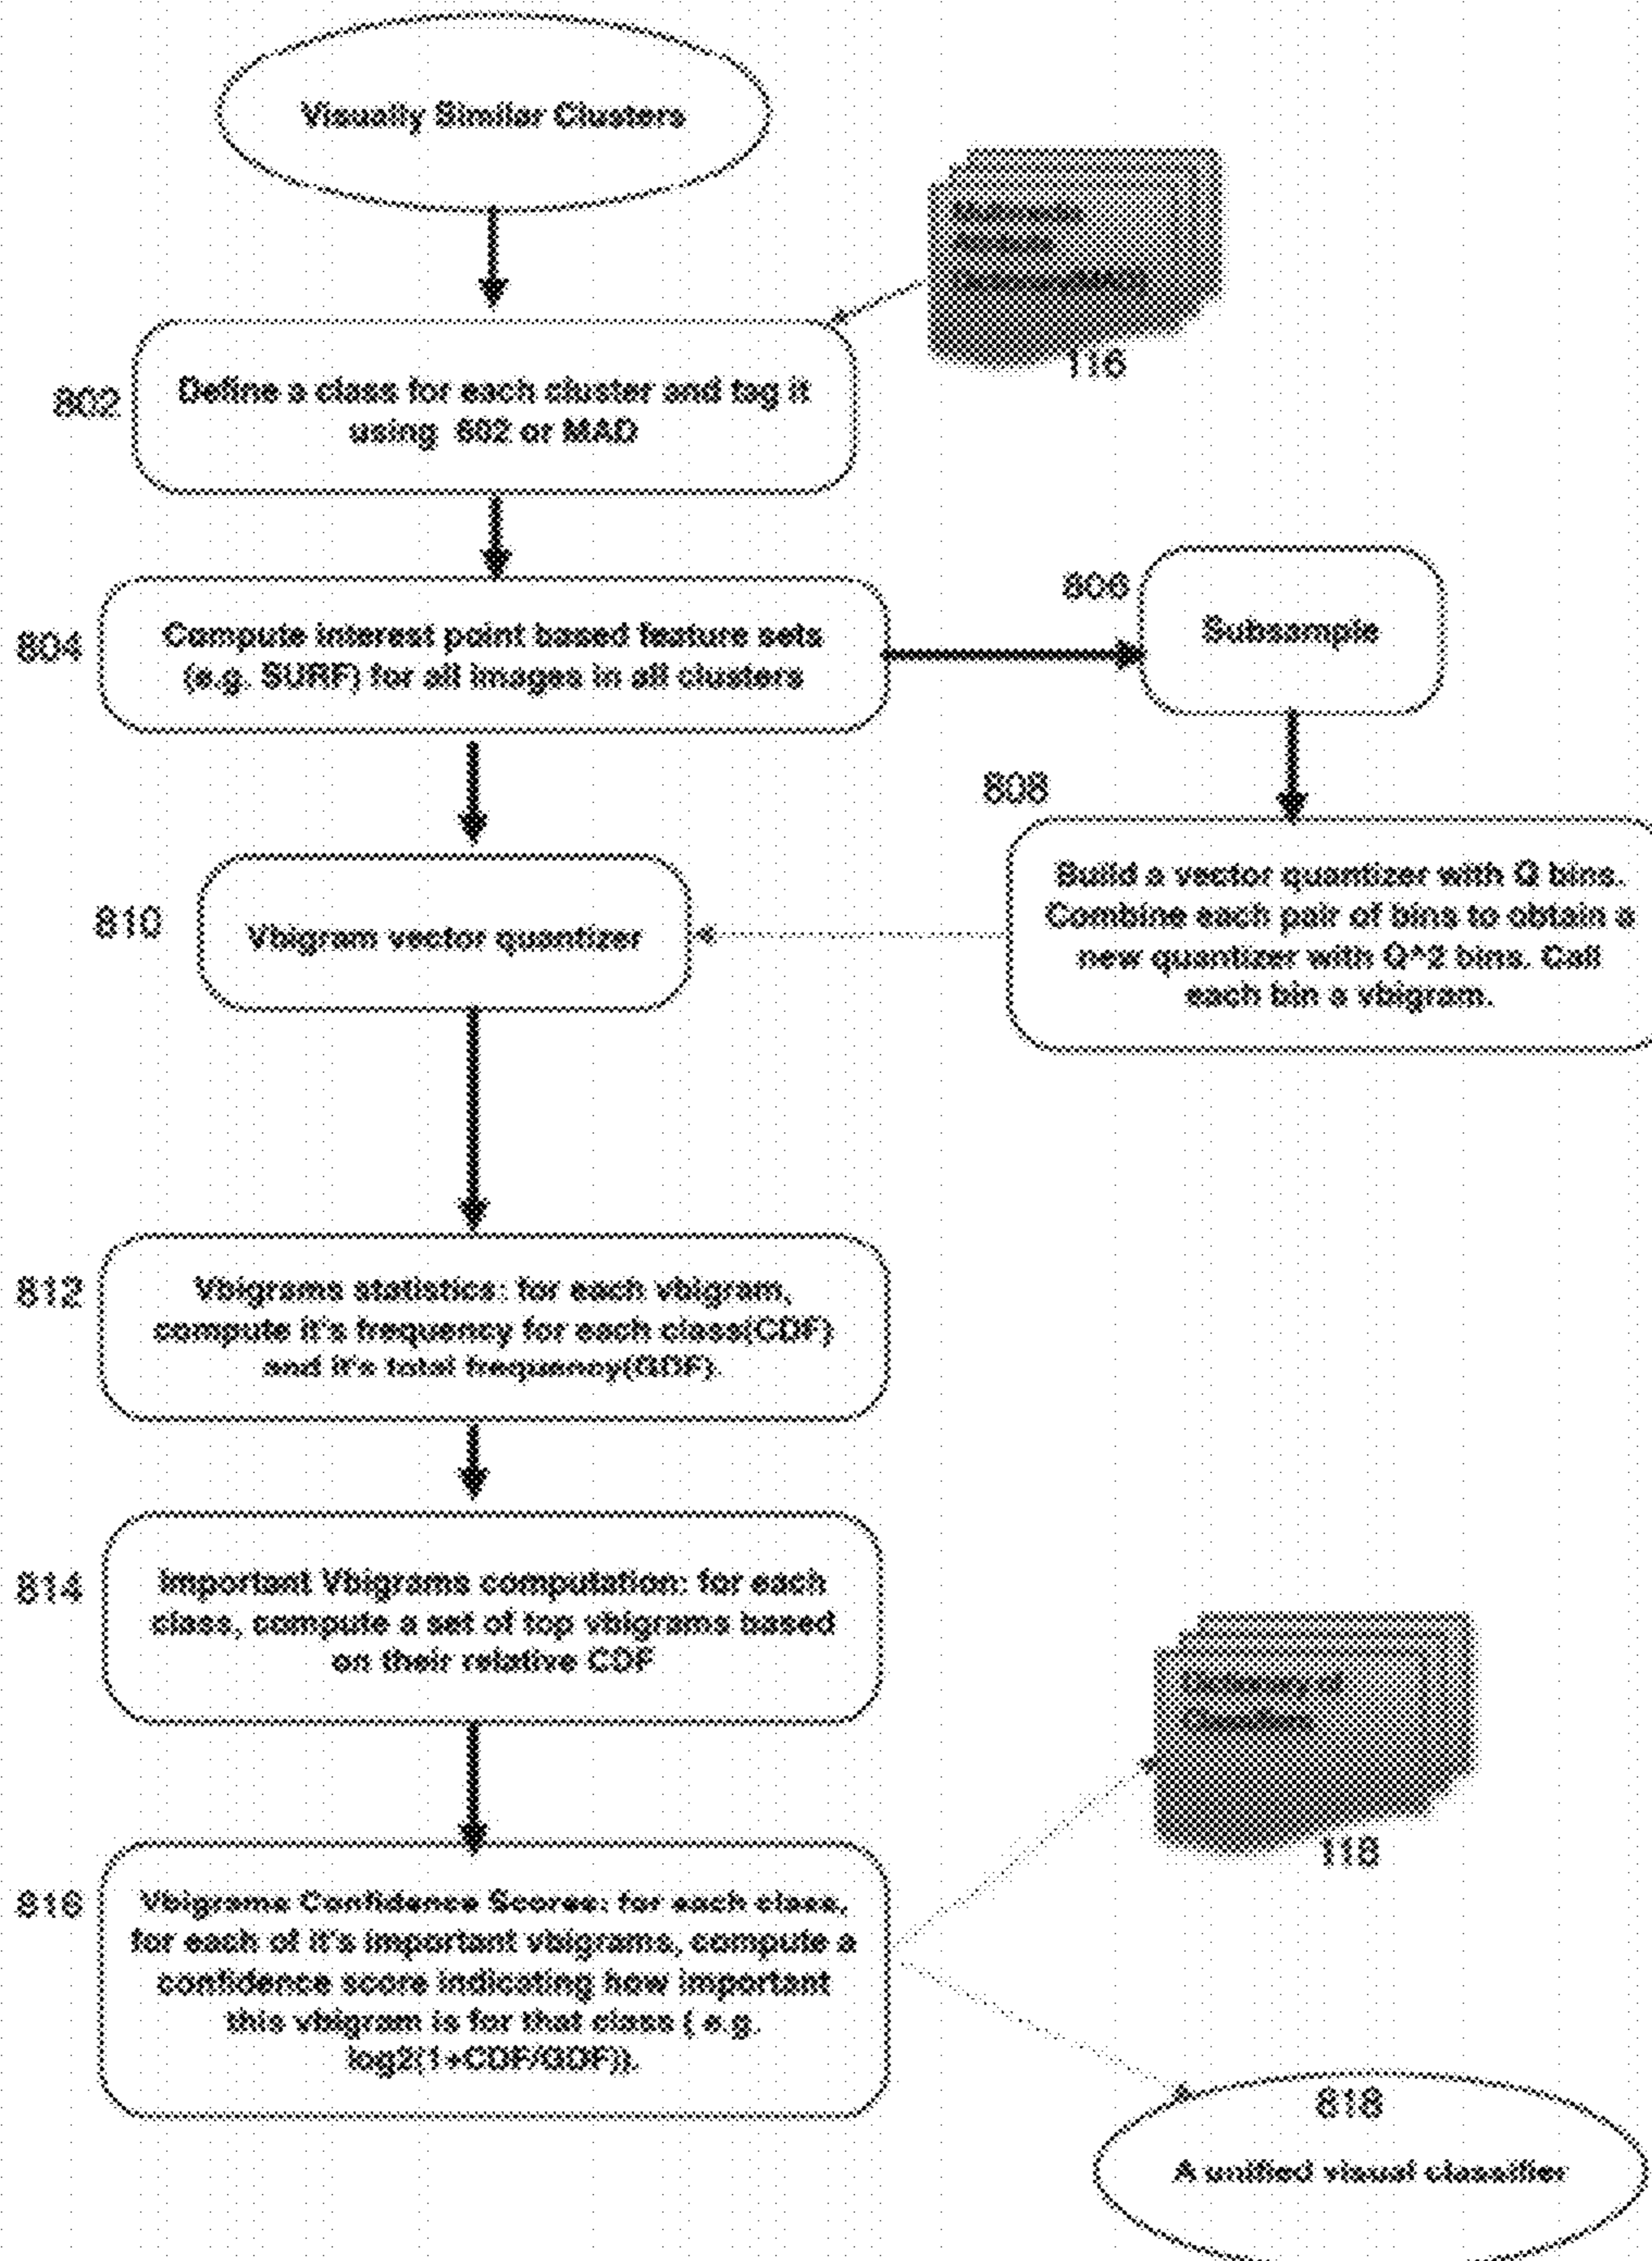 Visually Similar Clusters
116
802
Define a class for each cluster and tag it
using 602 or MAD
804
Compute interest point based feature sets
(e.g. SURF) for all images in all clusters
806
Subsample
808
Build a vector quantizer with Q bins.
Combine each pair of bins to obtain a
new quantizer with Q^2 bins. Call
each bin a vbigram.
810
Vbigram vector quantizer
812
Vbigrams statistics: for each vbigram,
compute it's frequency for each class(CDF)
and it's total frequency(GDF).
814
Important Vbigrams computation: for each
class, compute a set of top vbigrams based
on their relative CDF
Dictionary of
118
816
Vbigrams Confidence Scores: for each class,
for each of it's important vbigrams, compute a
confidence score indicating how important
this vbigram is for that class ( e.g.
log2(1+CDF/GDF)).
818
A unified visual classifier